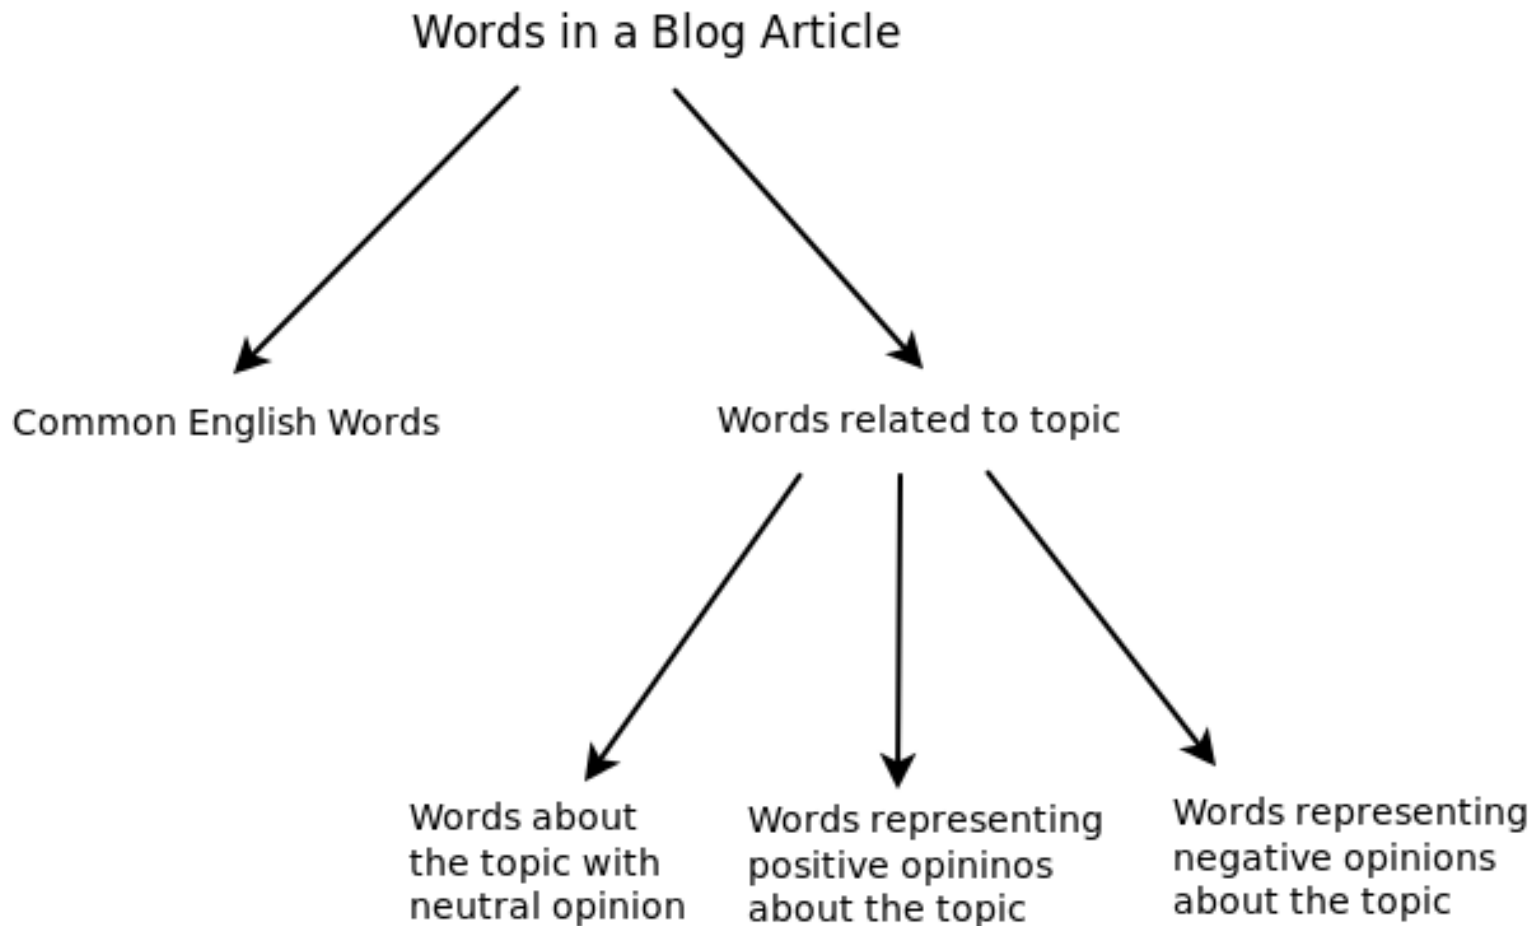 Words in a Blog Article
Common English Words
Words related to topic
Words about
the topic with
neutral opinion
Words representing
positive opininos
about the topic
Words representing
negative opinions
about the topic